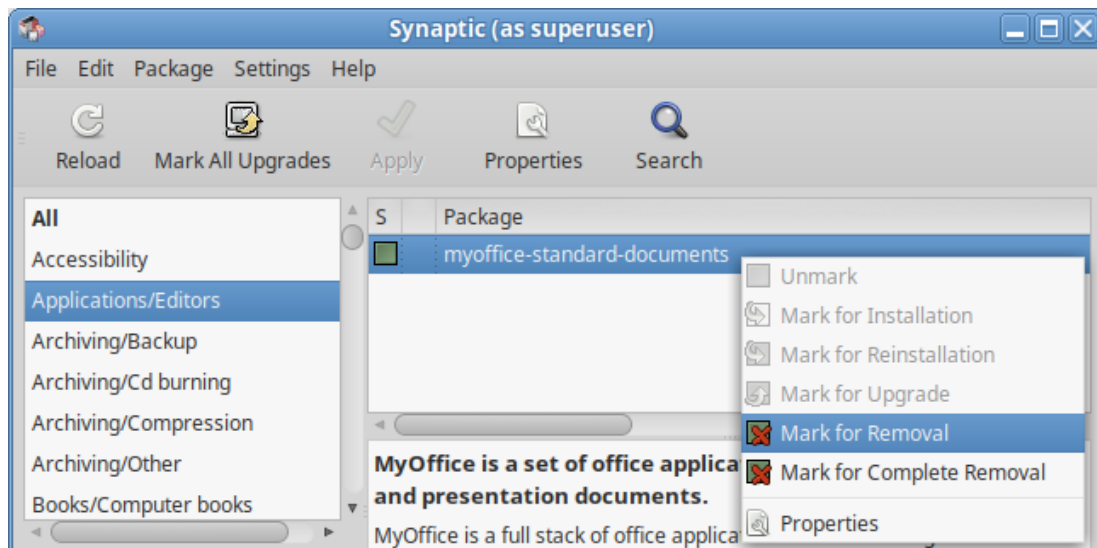 Synaptic (as superuser)
File Edit Package Settings Help
Reload Mark All Upgrades Apply Properties Search
All
Accessibility
Applications/Editors
Archiving/Backup
Archiving/Cd burning
Archiving/Compression
Archiving/Other
Books/Computer books
S Package
myoffice-standard-documents
Unmark
Mark for Installation
Mark for Reinstallation
Mark for Upgrade
Mark for Removal
Mark for Complete Removal
Properties
MyOffice is a set of office applica
and presentation documents.
MyOffice is a full stack of office applica